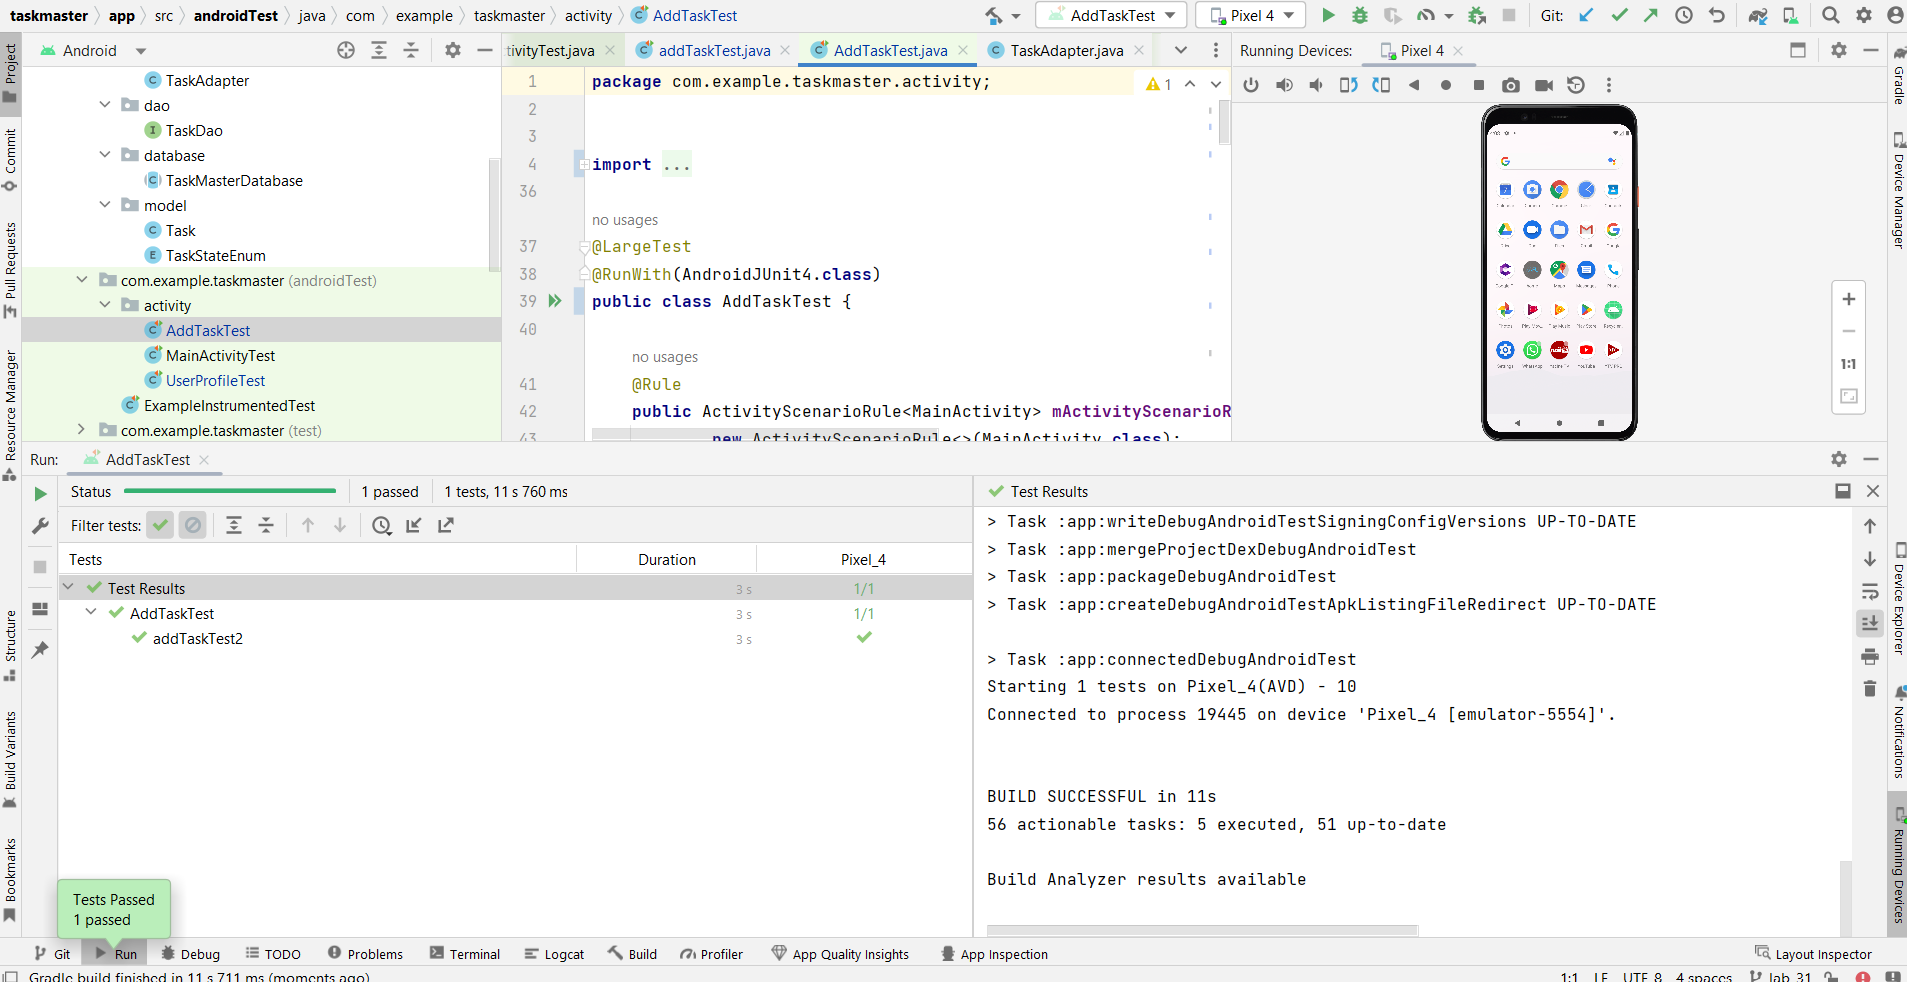 taskmaster app src androidTest java com example taskmaster activity AddTaskTest
AddTaskTest Pixel 4 Git:
Project
Commit
Pull Requests
Resource Manager
Structure
Build Variants
Bookmarks
Android
TaskAdapter
dao
TaskDao
database
TaskMasterDatabase
model
Task
TaskStateEnum
com.example.taskmaster (androidTest)
activity
AddTaskTest
MainActivityTest
UserProfileTest
ExampleInstrumentedTest
com.example.taskmaster (test)
tivityTest.java addTaskTest.java AddTaskTest.java TaskAdapter.java
1 package com.example.taskmaster.activity; 1
2
3
4 import ...
36
no usages
37 @LargeTest
38 @RunWith(AndroidJUnit4.class)
39 public class AddTaskTest {
40
no usages
41 @Rule
42 public ActivityScenarioRule<MainActivity> mActivityScenarioR
43 new ActivityScenarioRule<>(MainActivity.class);
Running Devices: Pixel 4
1:1
Gradle
Device Manager
Device Explorer
Notifications
Running Devices
Run: AddTaskTest
Status 1 passed 1 tests, 11 s 760 ms
Filter tests:
Tests Duration Pixel_4
Test Results 3 s 1/1
AddTaskTest 3 s 1/1
addTaskTest2 3 s
Test Results
> Task :app:writeDebugAndroidTestSigningConfigVersions UP-TO-DATE
> Task :app:mergeProjectDexDebugAndroidTest
> Task :app:packageDebugAndroidTest
> Task :app:createDebugAndroidTestApkListingFileRedirect UP-TO-DATE
> Task :app:connectedDebugAndroidTest
Starting 1 tests on Pixel_4(AVD) - 10
Connected to process 19445 on device 'Pixel_4 [emulator-5554]'.
BUILD SUCCESSFUL in 11s
56 actionable tasks: 5 executed, 51 up-to-date
Build Analyzer results available
Tests Passed
1 passed
Git Run Debug TODO Problems Terminal Logcat Build Profiler App Quality Insights App Inspection Layout Inspector
Gradle build finished in 11 s 711 ms (moments ago) 1:1 LF UTF-8 4 spaces lab_31